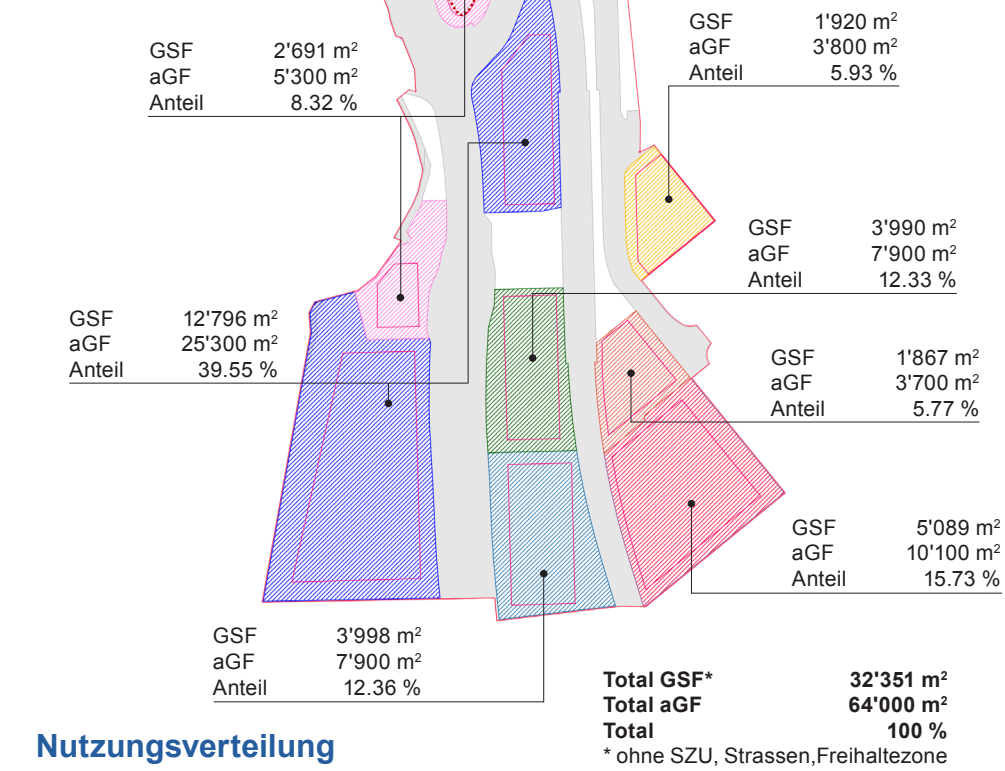 GSF 1'920 m²
aGF 3'800 m²
Anteil 5.93 %
GSF 2'691 m²
aGF 5'300 m²
Anteil 8.32 %
GSF 3'990 m²
aGF 7'900 m²
Anteil 12.33 %
GSF 12'796 m²
aGF 25'300 m²
Anteil 39.55 %
GSF 1'867 m²
aGF 3'700 m²
Anteil 5.77 %
GSF 5'089 m²
aGF 10'100 m²
Anteil 15.73 %
GSF 3'998 m²
aGF 7'900 m²
Anteil 12.36 %
Total GSF* 32'351 m²
Total aGF 64'000 m²
Total 100 %
* ohne SZU, Strassen,Freihaltezone
Nutzungsverteilung